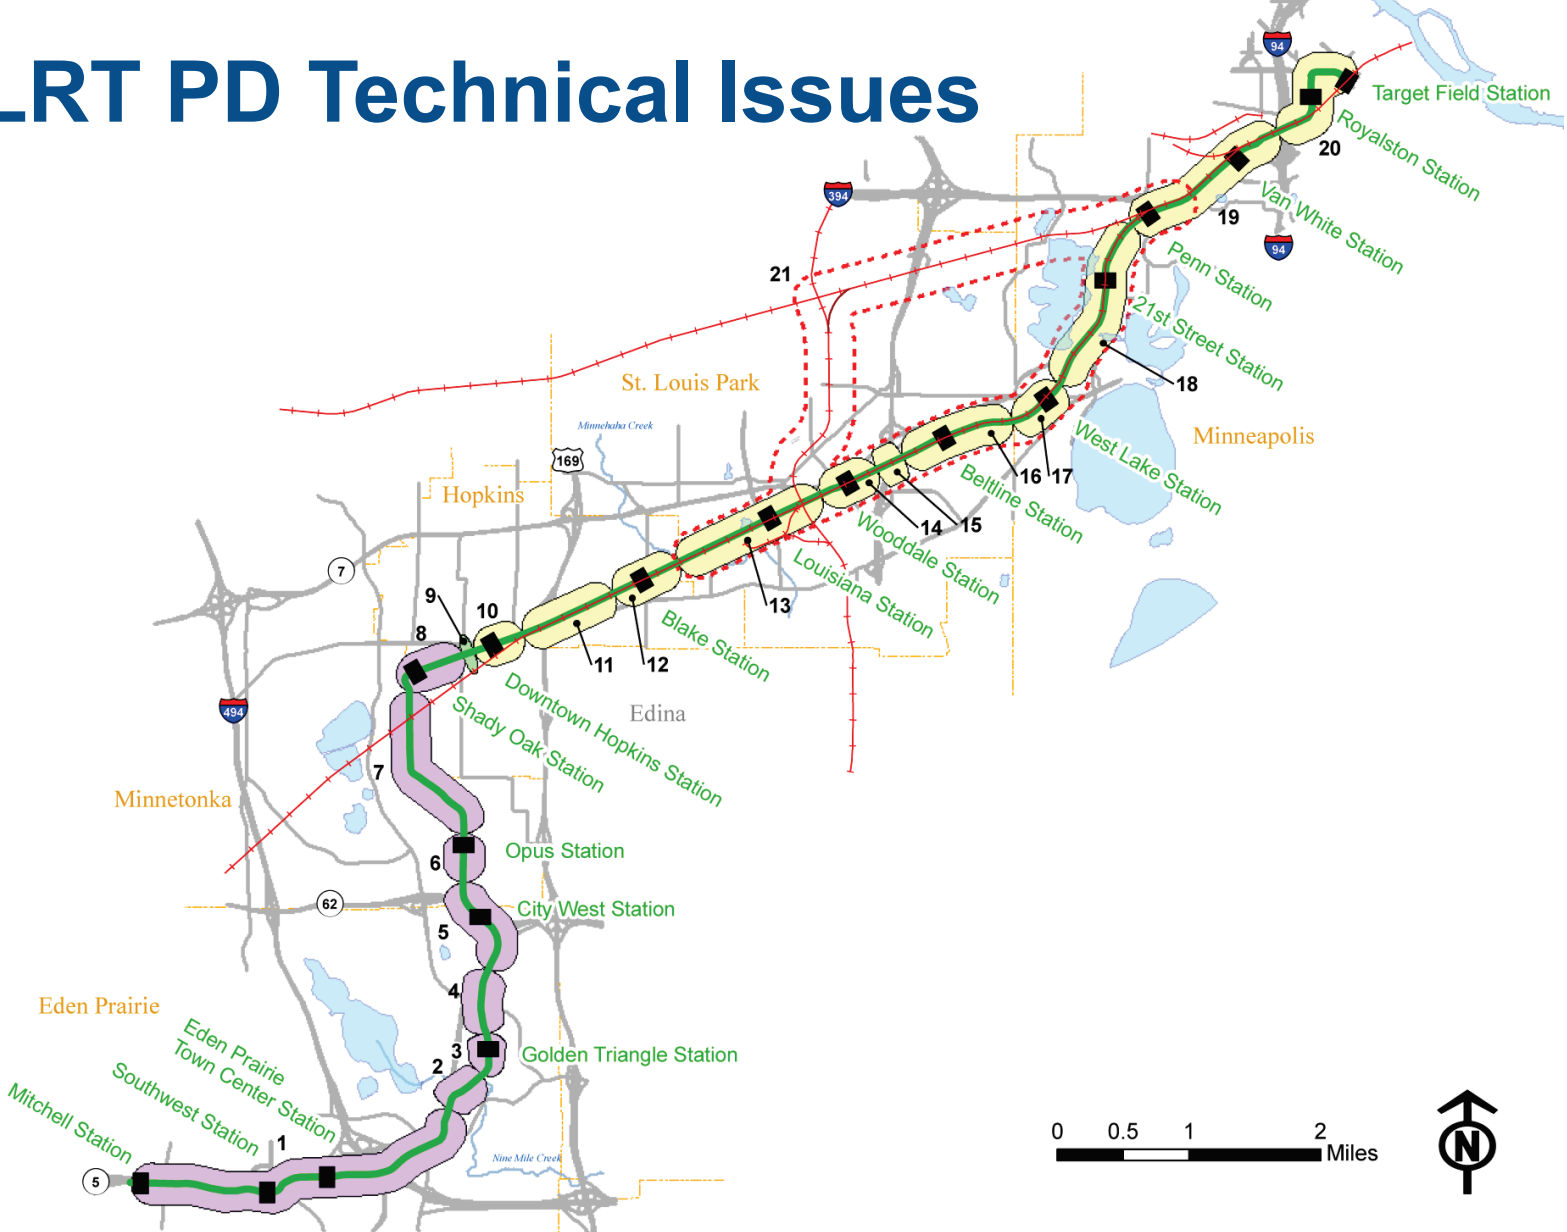 LRT PD Technical Issues
94
Target Field Station
Royalston Station
20
394
Van White Station
19
94
21
Penn Station
21st Street Station
St. Louis Park
18
Minnehaha Creek
Minneapolis
West Lake Station
169
Hopkins
16
17
Beltline Station
14
15
Wooddale Station
7
Louisiana Station
9
10
13
8
Blake Station
11
12
494
Downtown Hopkins Station
Edina
Shady Oak Station
7
Minnetonka
Opus Station
6
62
City West Station
5
4
Eden Prairie
Eden Prairie
Town Center Station
3
Golden Triangle Station
2
Southwest Station
Mitchell Station
1
Nine Mile Creek
5
0 0.5 1 2
Miles
N